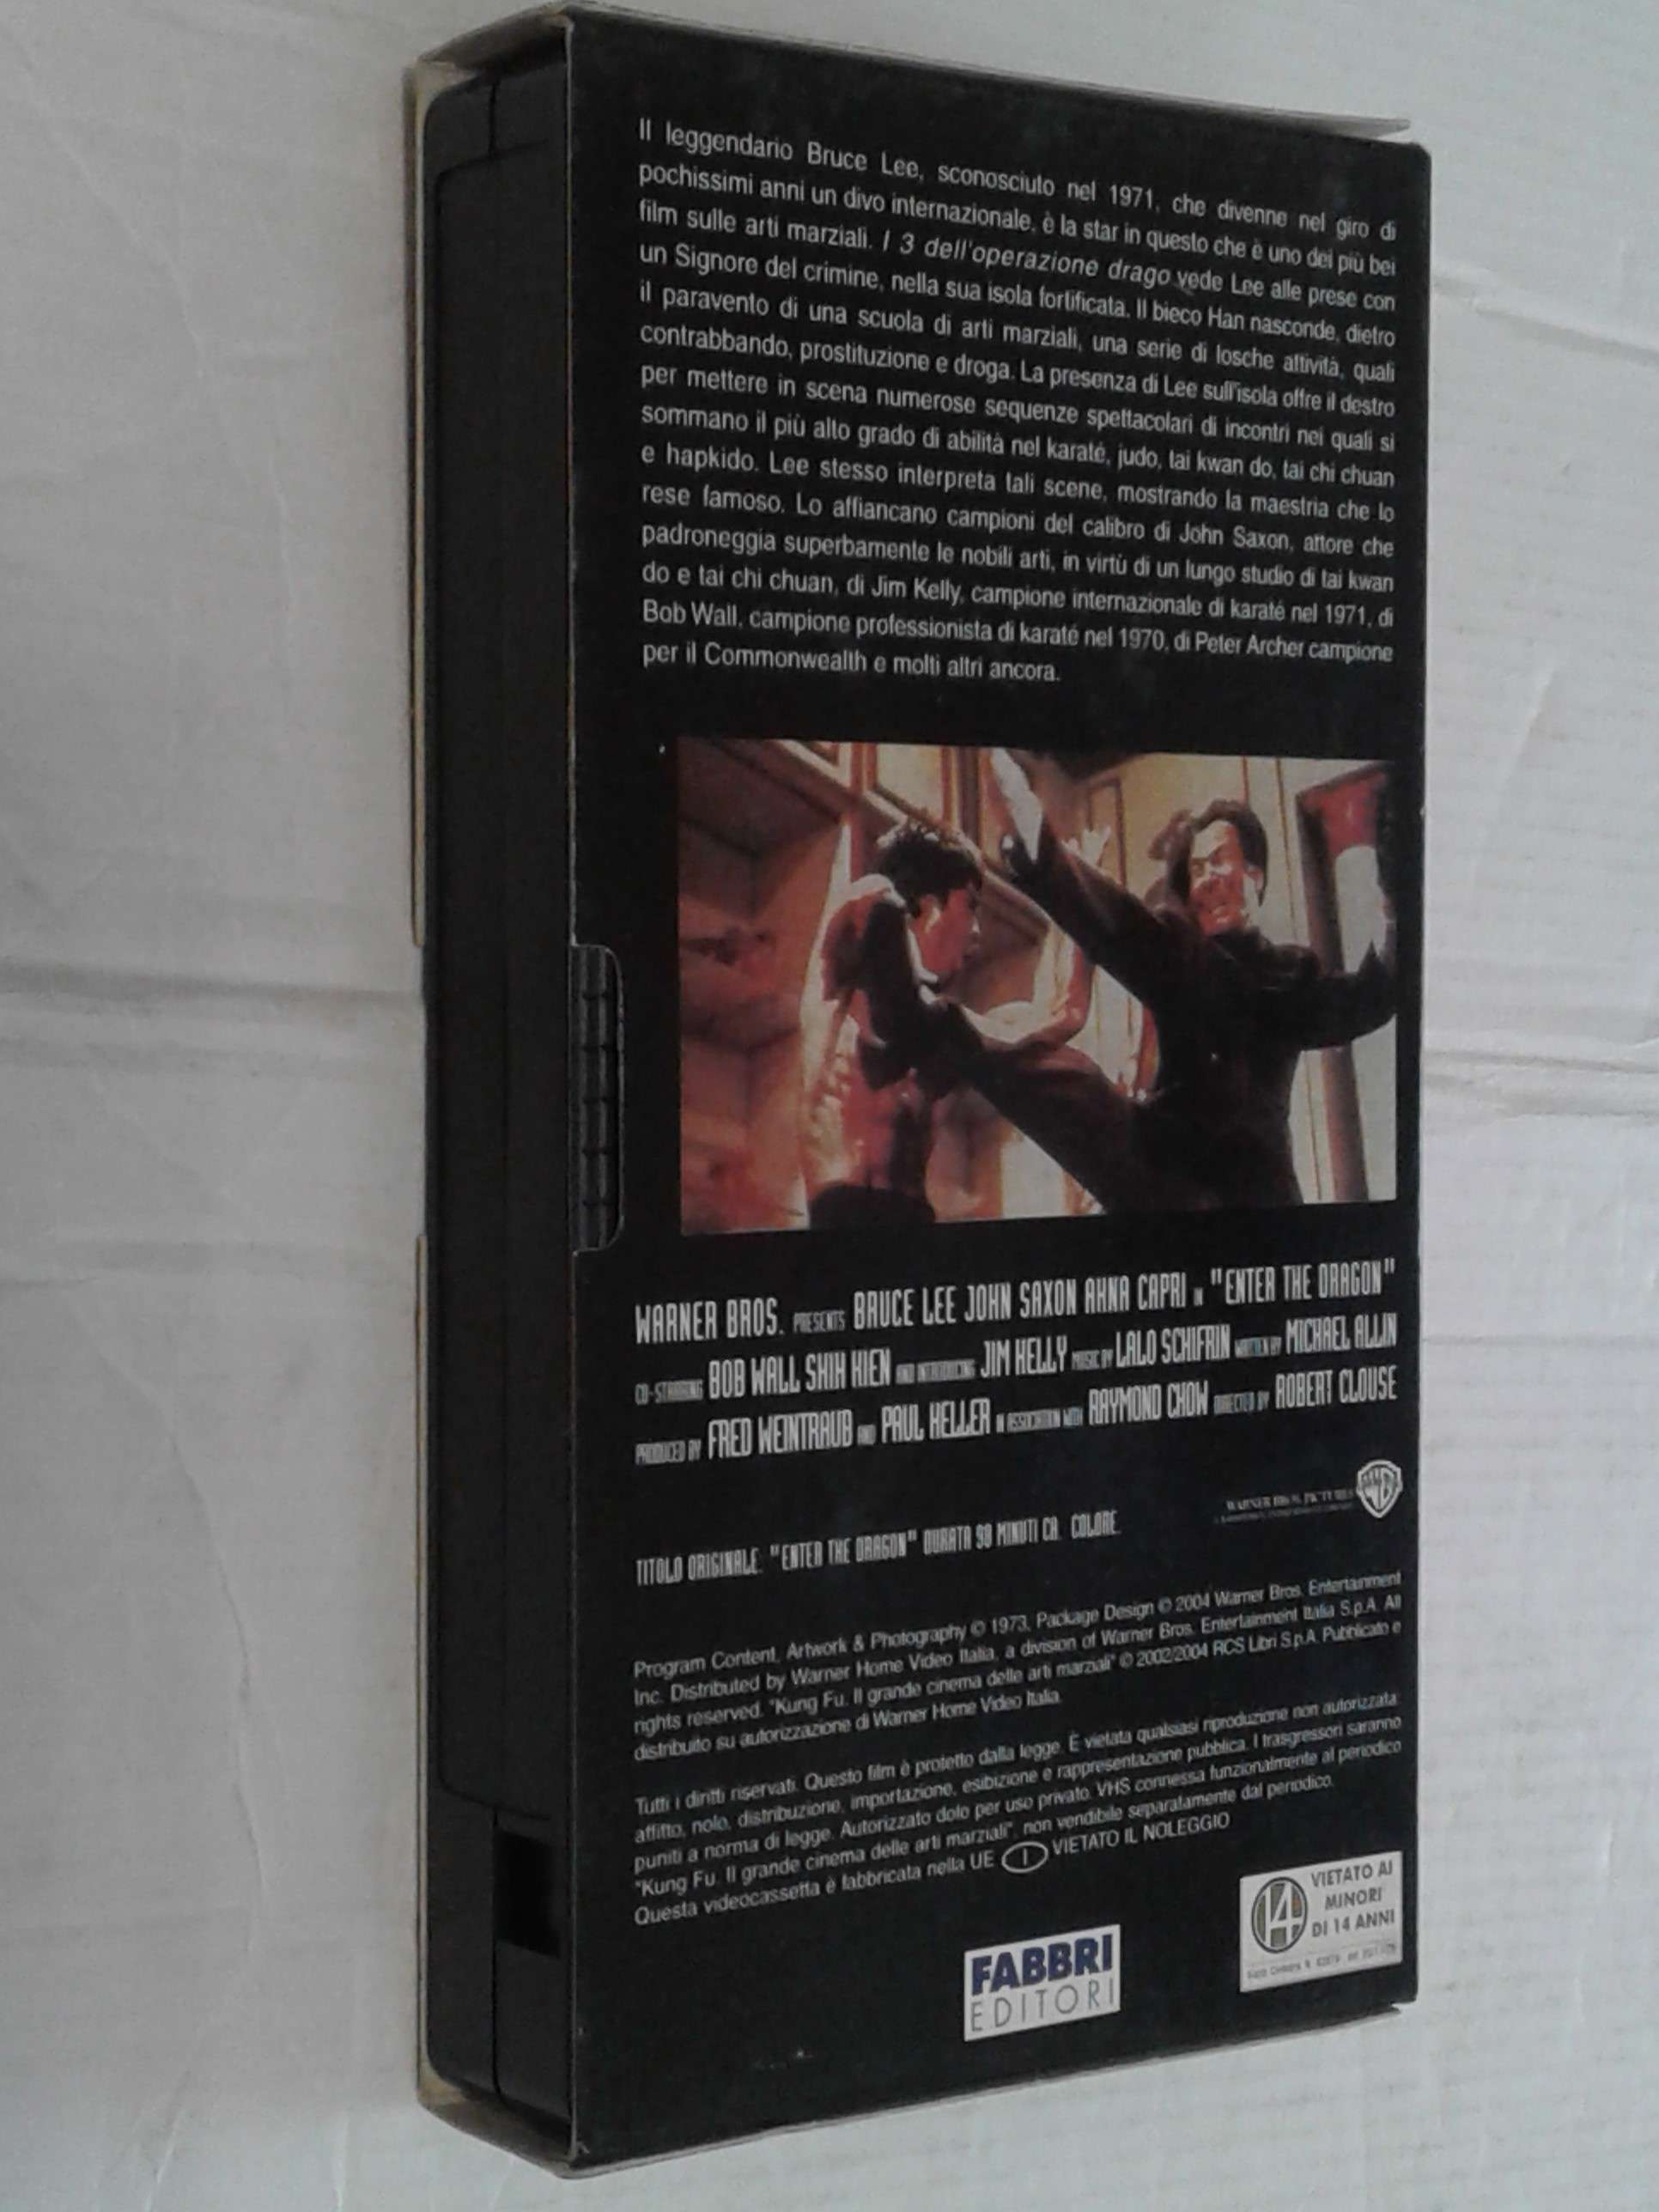 Il leggendario Bruce Lee, sconosciuto nel 1971, che divenne nel giro di
pochissimi anni un divo internazionale, è la star in questo che è uno dei più bei
film sulle arti marziali. I 3 dell'operazione drago vede Lee alle prese con
un Signore del crimine, nella sua isola fortificata. Il bieco Han nasconde, dietro
il paravento di una scuola di arti marziali, una serie di losche attività, quali
contrabbando, prostituzione e droga. La presenza di Lee sull'isola offre il destro
per mettere in scena numerose sequenze spettacolari di incontri nei quali si
sommano il più alto grado di abilità nel karaté, judo, tai kwan do, tai chi chuan
e hapkido. Lee stesso interpreta tali scene, mostrando la maestria che lo
rese famoso. Lo affiancano campioni del calibro di John Saxon, attore che
padroneggia superbamente le nobili arti, in virtù di un lungo studio di tai kwan
do e tai chi chuan, di Jim Kelly, campione internazionale di karaté nel 1971, di
Bob Wall, campione professionista di karaté nel 1970, di Peter Archer campione
per il Commonwealth e molti altri ancora.
WARNER BROS. PRESENTS BRUCE LEE JOHN SAXON AHNA CAPRI IN "ENTER THE DRAGON"
CO-STARRING BOB WALL SHIH KIEN AND INTRODUCING JIM KELLY MUSIC BY LALO SCHIFRIN WRITTEN BY MICHAEL ALLIN
PRODUCED BY FRED WEINTRAUB AND PAUL HELLER IN ASSOCIATION WITH RAYMOND CHOW DIRECTED BY ROBERT CLOUSE
WARNER BROS. PICTURES
TITOLO ORIGINALE: "ENTER THE DRAGON" DURATA 98 MINUTI CA. COLORE.
Program Content, Artwork & Photography © 1973, Package Design © 2004 Warner Bros. Entertainment
Inc. Distributed by Warner Home Video Italia, a division of Warner Bros. Entertainment Italia S.p.A. All
rights reserved. "Kung Fu. Il grande cinema delle arti marziali" © 2002/2004 RCS Libri S.p.A. Pubblicato e
distribuito su autorizzazione di Warner Home Video Italia.
Tutti i diritti riservati. Questo film è protetto dalla legge. È vietata qualsiasi riproduzione non autorizzata:
affitto, nolo, distribuzione, importazione, esibizione e rappresentazione pubblica. I trasgressori saranno
puniti a norma di legge. Autorizzato dolo per uso privato. VHS connessa funzionalmente al periodico
"Kung Fu. Il grande cinema delle arti marziali", non vendibile separatamente dal periodico.
Questa videocassetta è fabbricata nella UE I VIETATO IL NOLEGGIO
FABBRI
EDITORI
14
VIETATO AI
MINORI
DI 14 ANNI